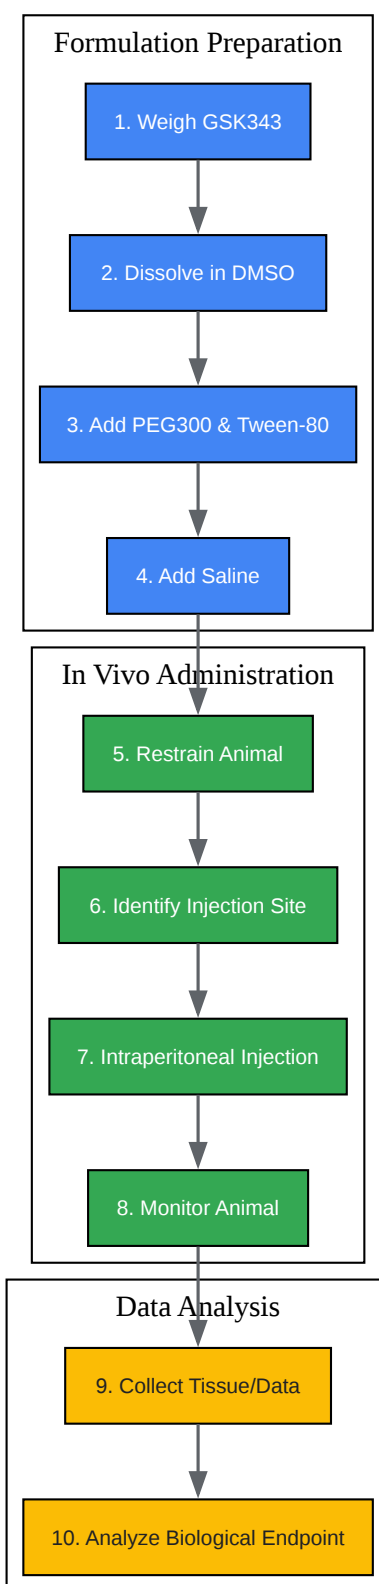 Formulation Preparation
1. Weigh GSK343
2. Dissolve in DMSO
3. Add PEG300 & Tween-80
4. Add Saline
In Vivo Administration
5. Restrain Animal
6. Identify Injection Site
7. Intraperitoneal Injection
8. Monitor Animal
Data Analysis
9. Collect Tissue/Data
10. Analyze Biological Endpoint